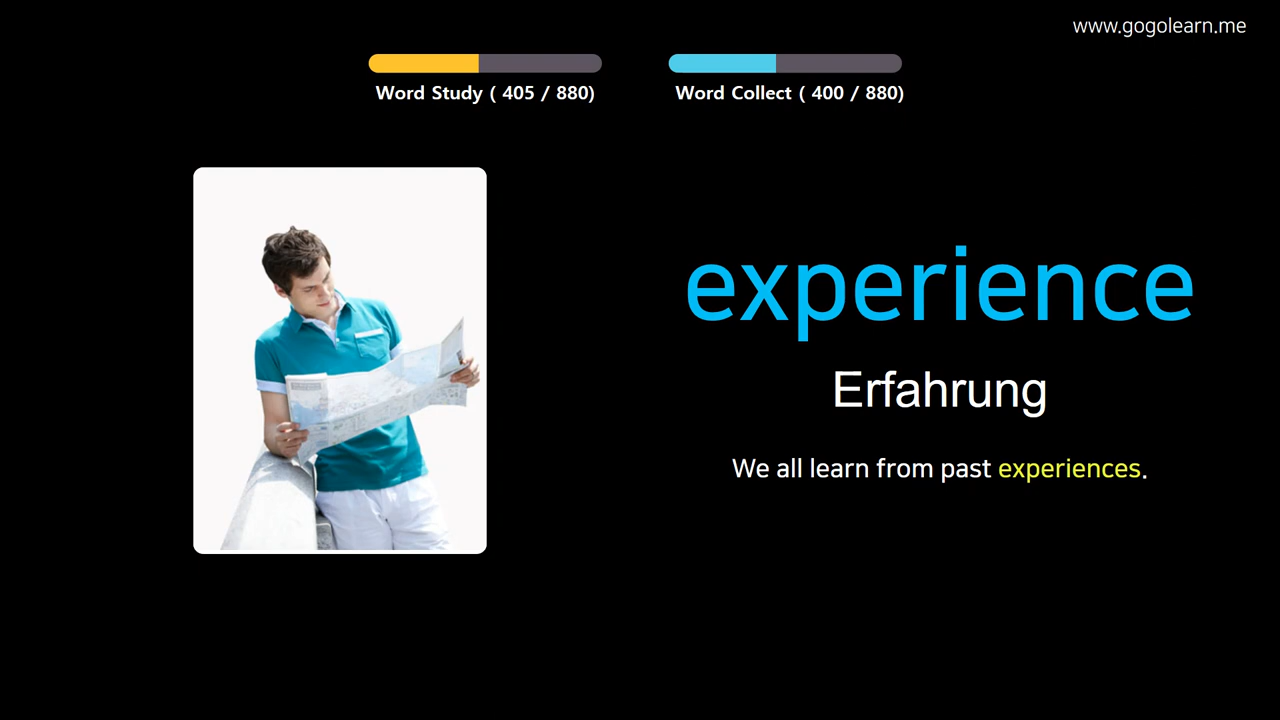 www.gogolearn.me
Word Study ( 405 / 880)
Word Collect ( 400 / 880)
experience
Erfahrung
We all learn from past experiences.